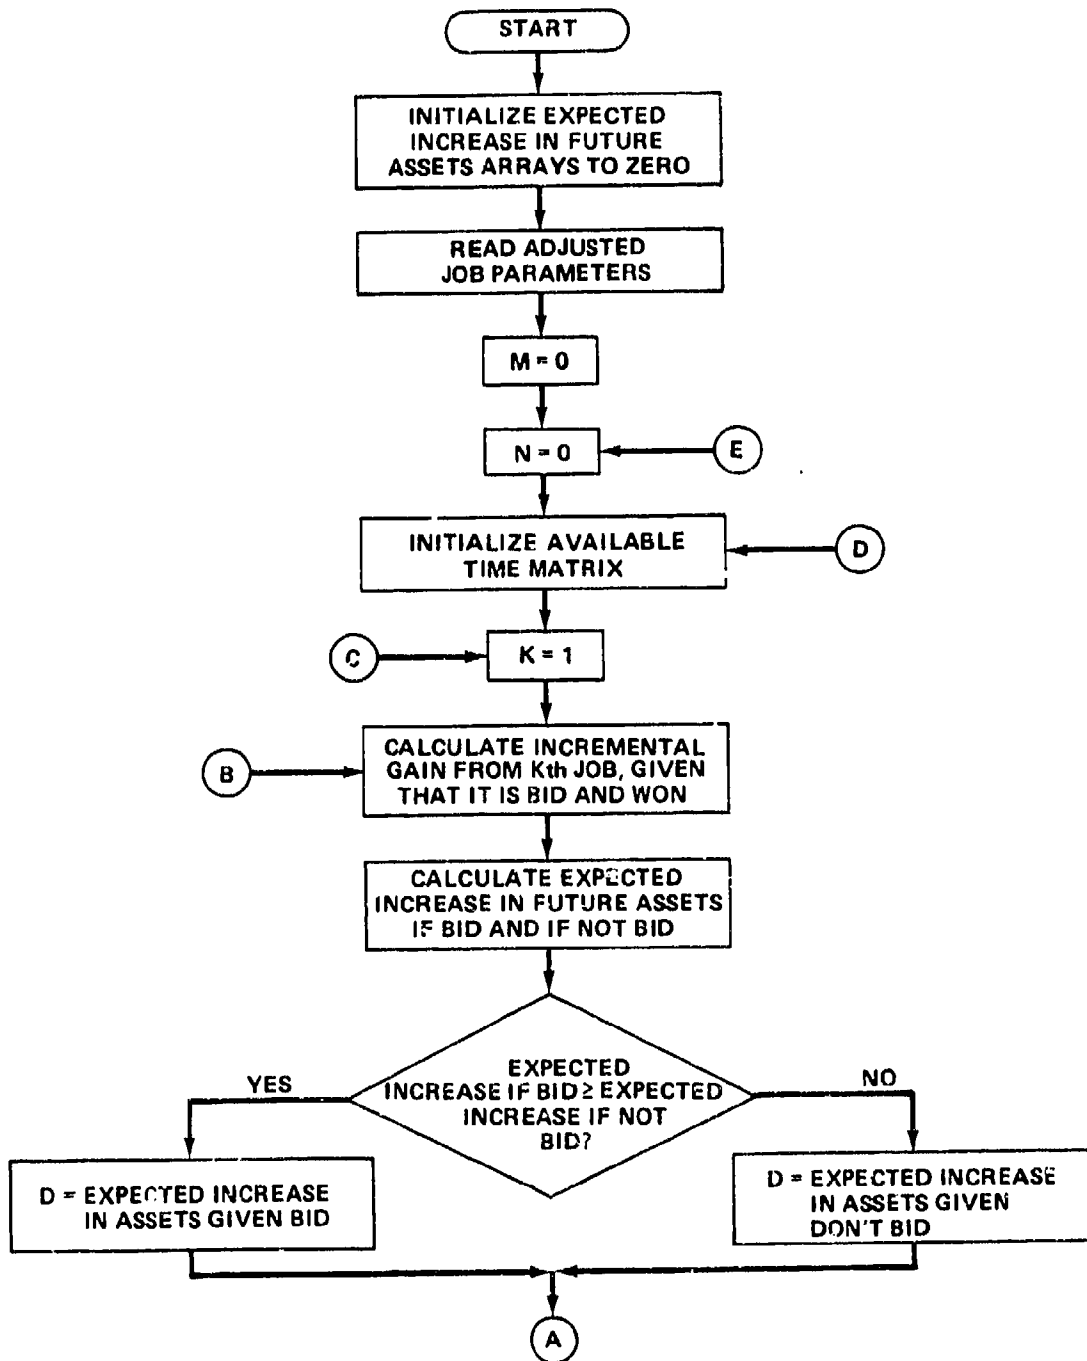 START
INITIALIZE EXPECTED
INCREASE IN FUTURE
ASSETS ARRAYS TO ZERO
READ ADJUSTED
JOB PARAMETERS
M = 0
N = 0
E
INITIALIZE AVAILABLE
TIME MATRIX
D
C
K = 1
CALCULATE INCREMENTAL
GAIN FROM Kth JOB, GIVEN
THAT IT IS BID AND WON
B
CALCULATE EXPECTED
INCREASE IN FUTURE ASSETS
IF BID AND IF NOT BID
EXPECTED
INCREASE IF BID ≥ EXPECTED
INCREASE IF NOT
BID?
YES
NO
D = EXPECTED INCREASE
IN ASSETS GIVEN BID
D = EXPECTED INCREASE
IN ASSETS GIVEN
DON'T BID
A